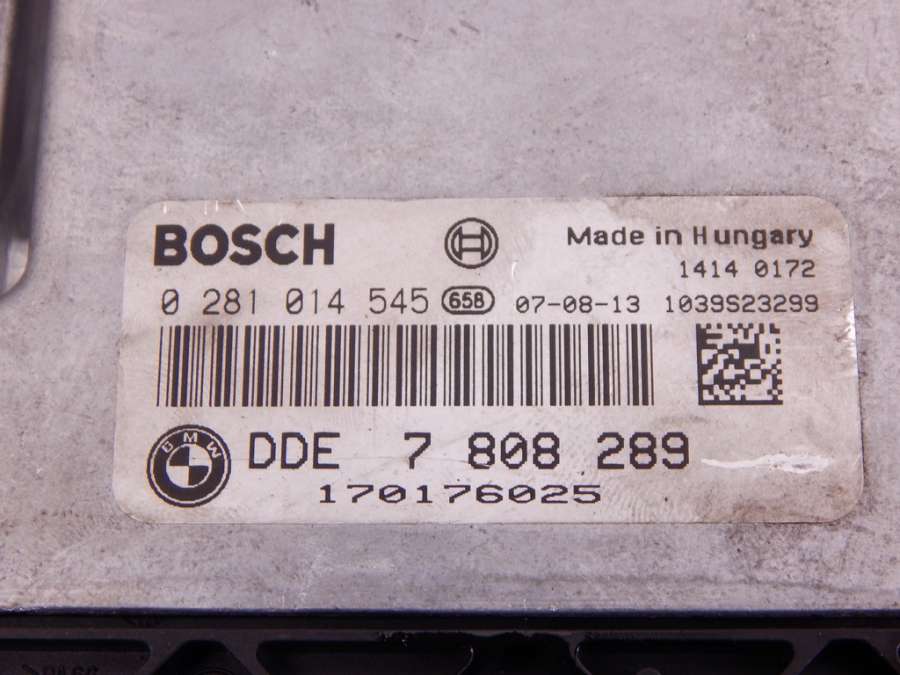 BOSCH
Made in Hungary
1414 0172
0 281 014 545 658 07-08-13 1039S23299
BMW
DDE 7 808 289
170176025